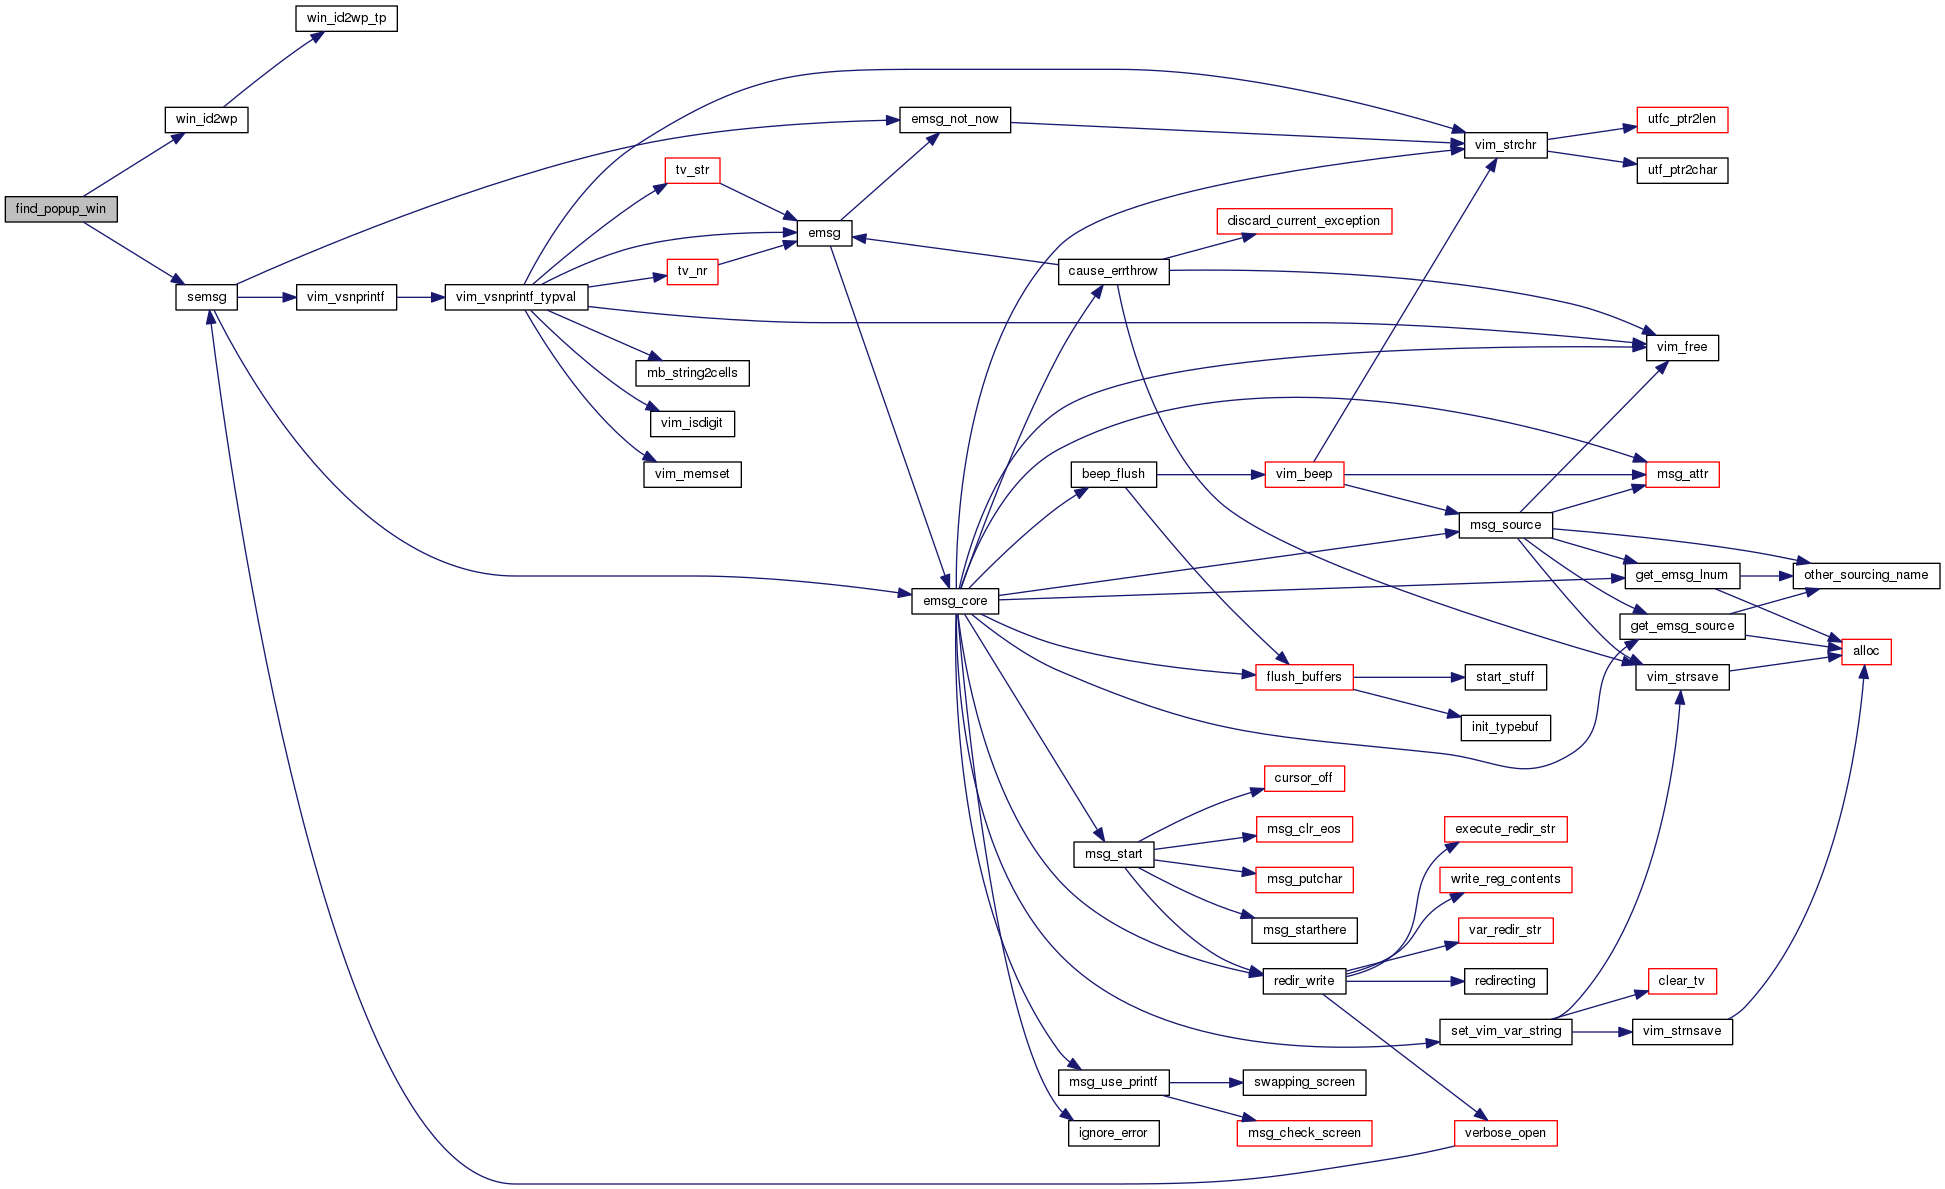 find_popup_win
win_id2wp
win_id2wp_tp
semsg
vim_vsnprintf
vim_vsnprintf_typval
tv_str
tv_nr
mb_string2cells
vim_isdigit
vim_memset
emsg
emsg_not_now
emsg_core
cause_errthrow
discard_current_exception
beep_flush
vim_beep
flush_buffers
start_stuff
init_typebuf
vim_strchr
utfc_ptr2len
utf_ptr2char
vim_free
msg_attr
msg_source
get_emsg_lnum
other_sourcing_name
get_emsg_source
alloc
vim_strsave
msg_start
cursor_off
msg_clr_eos
msg_putchar
msg_starthere
redir_write
execute_redir_str
write_reg_contents
var_redir_str
redirecting
set_vim_var_string
clear_tv
vim_strnsave
msg_use_printf
swapping_screen
msg_check_screen
ignore_error
verbose_open